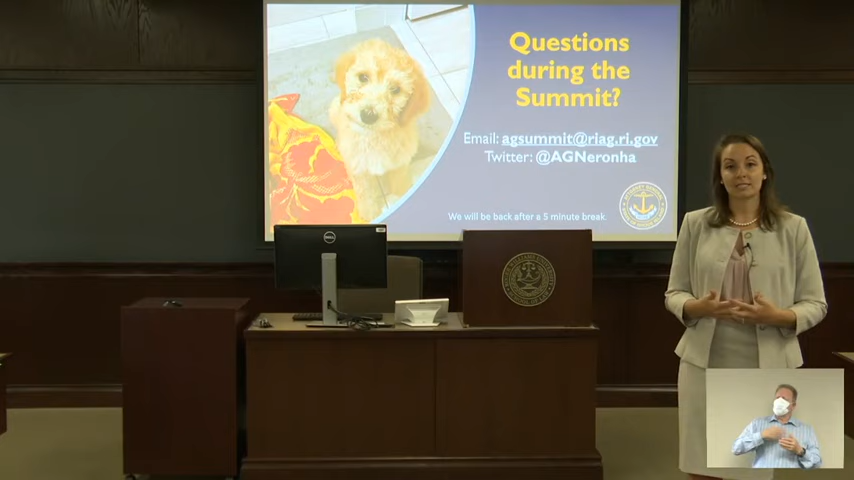 Questions
during the
Summit?
Email: agsummit@riag.ri.gov
Twitter: @AGNeronha
We will be back after a 5 minute break.
DELL